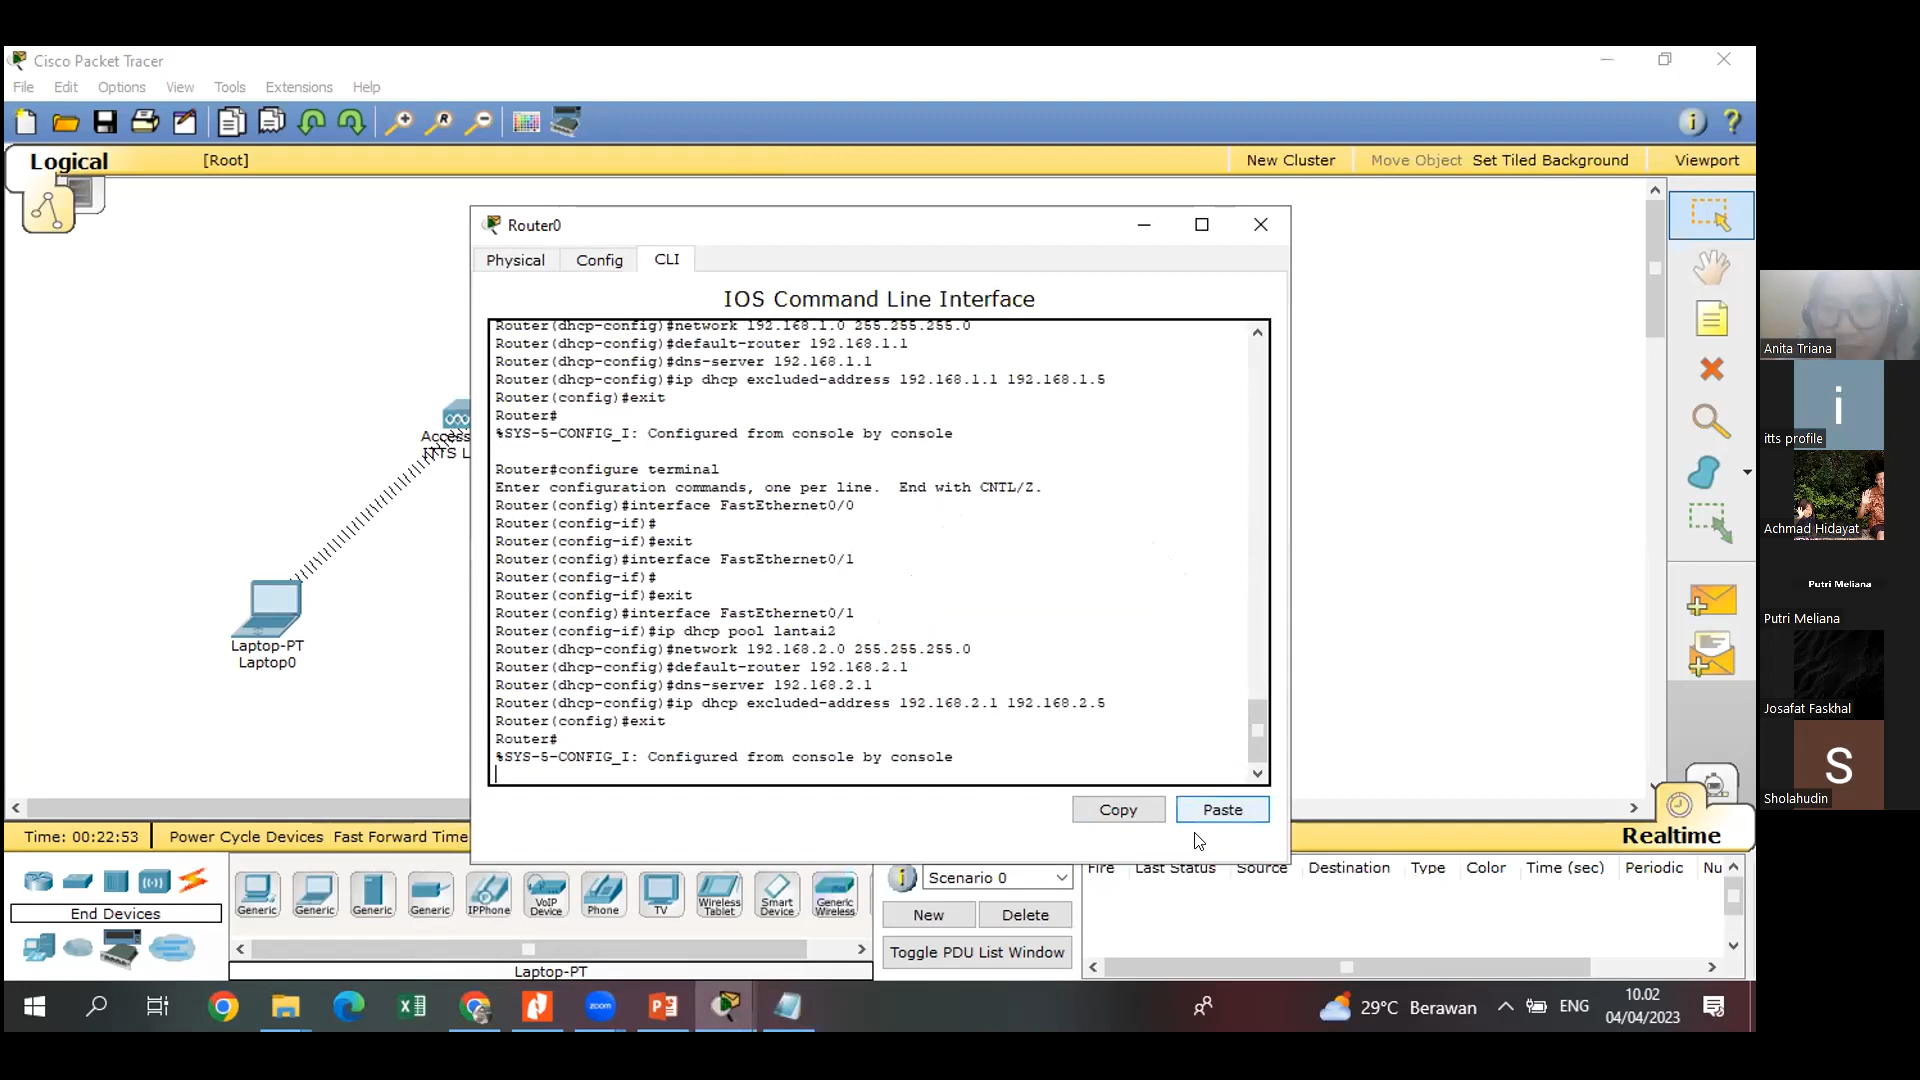 Cisco Packet Tracer
File Edit Options View Tools Extensions Help
Logical [Root] New Cluster Move Object Set Tiled Background Viewport
Router0
Physical Config CLI
IOS Command Line Interface
Router(dhcp-config)#network 192.168.1.0 255.255.255.0
Router(dhcp-config)#default-router 192.168.1.1
Router(dhcp-config)#dns-server 192.168.1.1
Router(dhcp-config)#ip dhcp excluded-address 192.168.1.1 192.168.1.5
Router(config)#exit
Router#
%SYS-5-CONFIG_I: Configured from console by console
Router#configure terminal
Enter configuration commands, one per line.  End with CNTL/Z.
Router(config)#interface FastEthernet0/0
Router(config-if)#
Router(config-if)#exit
Router(config)#interface FastEthernet0/1
Router(config-if)#
Router(config-if)#exit
Router(config)#interface FastEthernet0/1
Router(config-if)#ip dhcp pool lantai2
Router(dhcp-config)#network 192.168.2.0 255.255.255.0
Router(dhcp-config)#default-router 192.168.2.1
Router(dhcp-config)#dns-server 192.168.2.1
Router(dhcp-config)#ip dhcp excluded-address 192.168.2.1 192.168.2.5
Router(config)#exit
Router#
%SYS-5-CONFIG_I: Configured from console by console
Copy Paste
Access
ITTS L
Laptop-PT
Laptop0
Anita Triana
i
itts profile
Achmad Hidayat
Putri Meliana
Putri Meliana
Josafat Faskhal
S
Sholahudin
Time: 00:22:53 Power Cycle Devices Fast Forward Time Realtime
End Devices
Generic Generic Generic Generic IPPhone VoIP Device Phone TV Wireless Tablet Smart Device Generic Wireless
Laptop-PT
Scenario 0
New Delete
Toggle PDU List Window
Fire Last Status Source Destination Type Color Time (sec) Periodic Nu
zoom
29°C Berawan ENG
10.02
04/04/2023